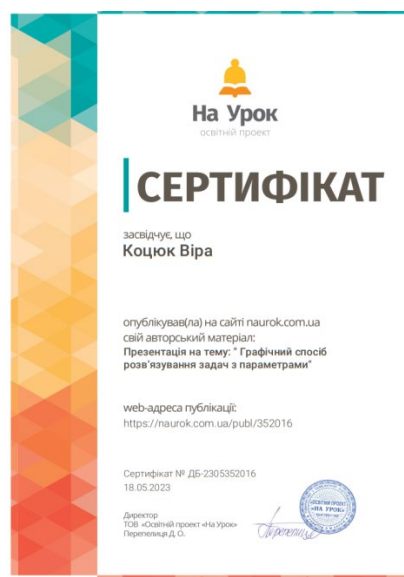 На Урок
освітній проект
СЕРТИФІКАТ
засвідчує, що
Коцюк Віра
опублікував(ла) на сайті naurok.com.ua
свій авторський матеріал:
Презентація на тему: " Графічний спосіб
розв'язування задач з параметрами"
web-адреса публікації:
https://naurok.com.ua/publ/352016
Сертифікат № ДБ-2305352016
18.05.2023
Директор
ТОВ «Освітній проект «На Урок»
Перепелиця Д. О.
«ОСВІТНІЙ ПРОЕКТ
«НА УРОК»